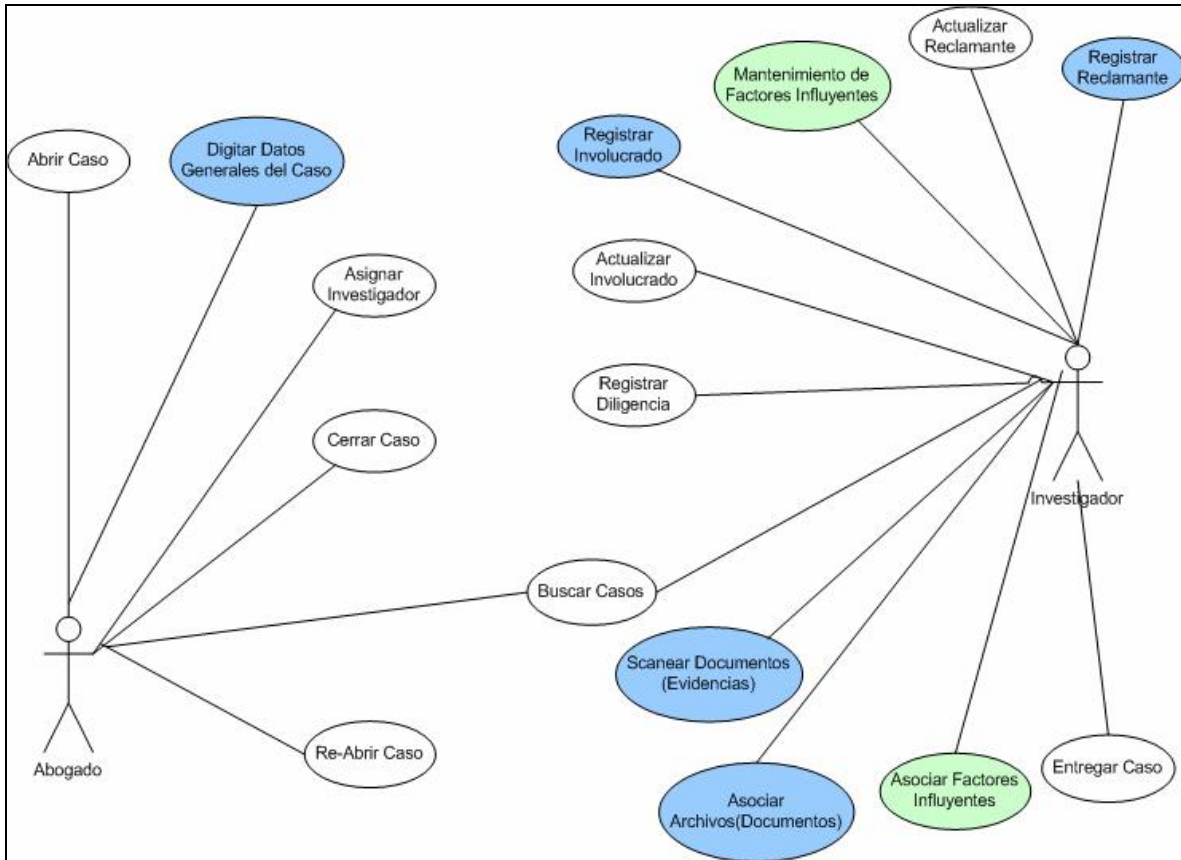 Abrir Caso
Digitar Datos
Generales del Caso
Asignar
Investigador
Cerrar Caso
Buscar Casos
Re-Abrir Caso
Abogado
Actualizar
Reclamante
Registrar
Reclamante
Mantenimiento de
Factores Influyentes
Registrar
Involucrado
Actualizar
Involucrado
Registrar
Diligencia
Investigador
Scanear Documentos
(Evidencias)
Asociar
Archivos(Documentos)
Asociar Factores
Influyentes
Entregar Caso